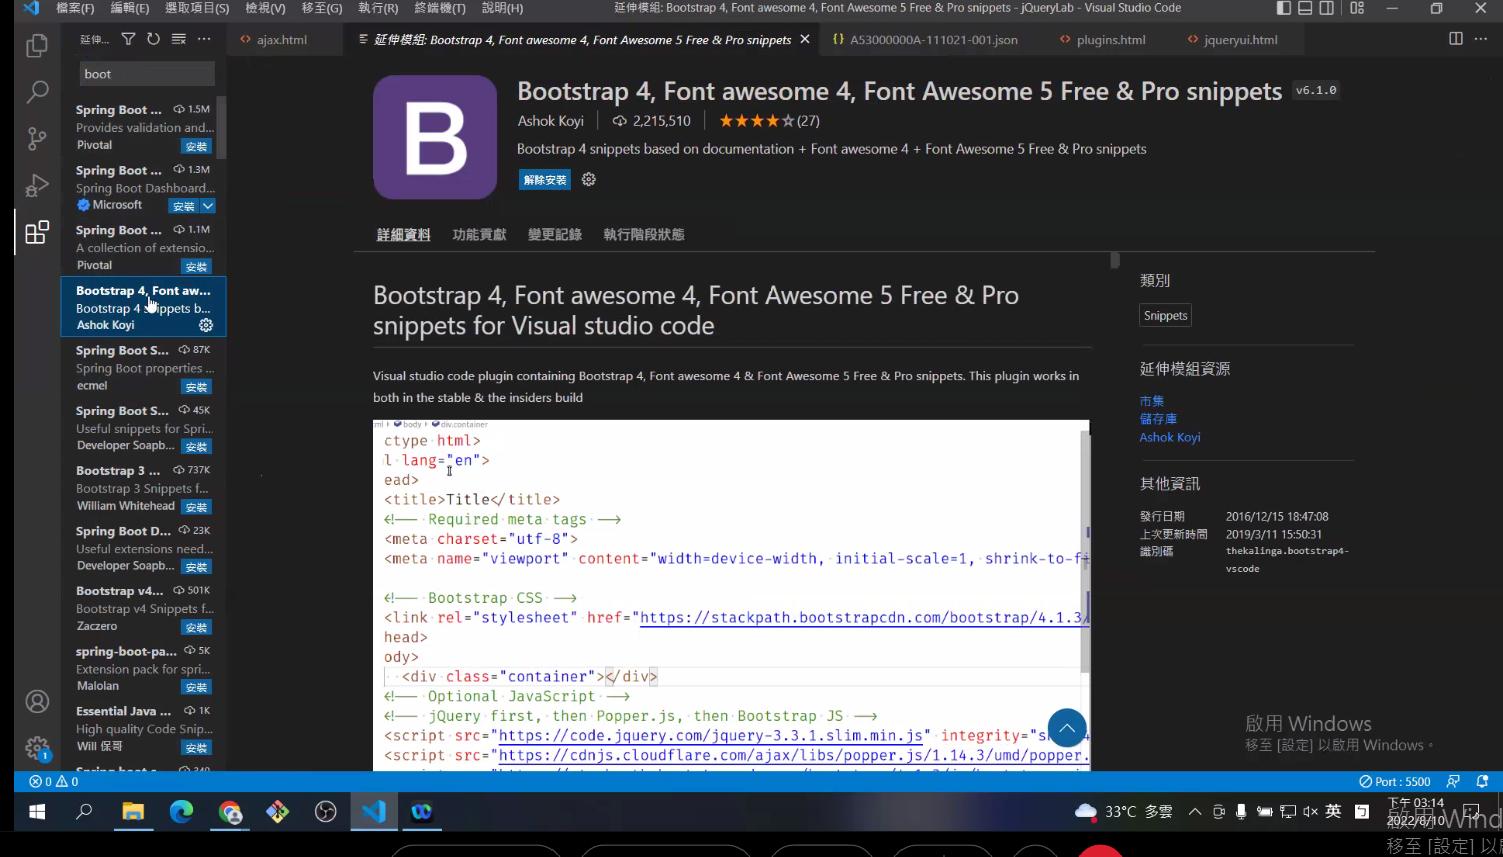 檔案(F) 編輯(E) 選取項目(S) 檢視(V) 移至(G) 執行(R) 終端機(T) 說明(H)
延伸模組: Bootstrap 4, Font awesome 4, Font Awesome 5 Free & Pro snippets - jQueryLab - Visual Studio Code
延伸...
ajax.html
延伸模組: Bootstrap 4, Font awesome 4, Font Awesome 5 Free & Pro snippets
A53000000A-111021-001.json
plugins.html
jqueryui.html
boot
Spring Boot ... 1.5M
Provides validation and...
Pivotal 安裝
Spring Boot ... 1.3M
Spring Boot Dashboard...
Microsoft 安裝
Spring Boot ... 1.1M
A collection of extensio...
Pivotal 安裝
Bootstrap 4, Font aw...
Bootstrap 4 snippets b...
Ashok Koyi
Spring Boot S... 87K
Spring Boot properties ...
ecmel 安裝
Spring Boot S... 45K
Useful snippets for Spri...
Developer Soapb... 安裝
Bootstrap 3 ... 737K
Bootstrap 3 Snippets f...
William Whitehead 安裝
Spring Boot D... 23K
Useful extensions need...
Developer Soapb... 安裝
Bootstrap v4... 501K
Bootstrap v4 Snippets f...
Zaczero 安裝
spring-boot-pa... 5K
Extension pack for spri...
Malolan 安裝
Essential Java ... 1K
High quality Code Snip...
Will 保哥 安裝
B
Bootstrap 4, Font awesome 4, Font Awesome 5 Free & Pro snippets v6.1.0
Ashok Koyi 2,215,510 ★★★★☆(27)
Bootstrap 4 snippets based on documentation + Font awesome 4 + Font Awesome 5 Free & Pro snippets
解除安裝
詳細資料 功能貢獻 變更記錄 執行階段狀態
Bootstrap 4, Font awesome 4, Font Awesome 5 Free & Pro
snippets for Visual studio code
Visual studio code plugin containing Bootstrap 4, Font awesome 4 & Font Awesome 5 Free & Pro snippets. This plugin works in
both in the stable & the insiders build
ml › body › div.container
ctype html>
l lang="en">
ead>
<title>Title</title>
<!-- Required meta tags -->
<meta charset="utf-8">
<meta name="viewport" content="width=device-width, initial-scale=1, shrink-to-fi
<!-- Bootstrap CSS -->
<link rel="stylesheet" href="https://stackpath.bootstrapcdn.com/bootstrap/4.1.3/
head>
ody>
<div class="container"></div>
<!-- Optional JavaScript -->
<!-- jQuery first, then Popper.js, then Bootstrap JS -->
<script src="https://code.jquery.com/jquery-3.3.1.slim.min.js" integrity=
<script src="https://cdnjs.cloudflare.com/ajax/libs/popper.js/1.14.3/umd/popper.
類別
Snippets
延伸模組資源
市集
儲存庫
Ashok Koyi
其他資訊
發行日期 2016/12/15 18:47:08
上次更新時間 2019/3/11 15:50:31
識別碼 thekalinga.bootstrap4-
vscode
啟用 Windows
移至 [設定] 以啟用 Windows。
1
0 0
Port : 5500
33°C 多雲
英
下午 03:14
2022/8/10
啟用 Wind
移至 [設定] 以